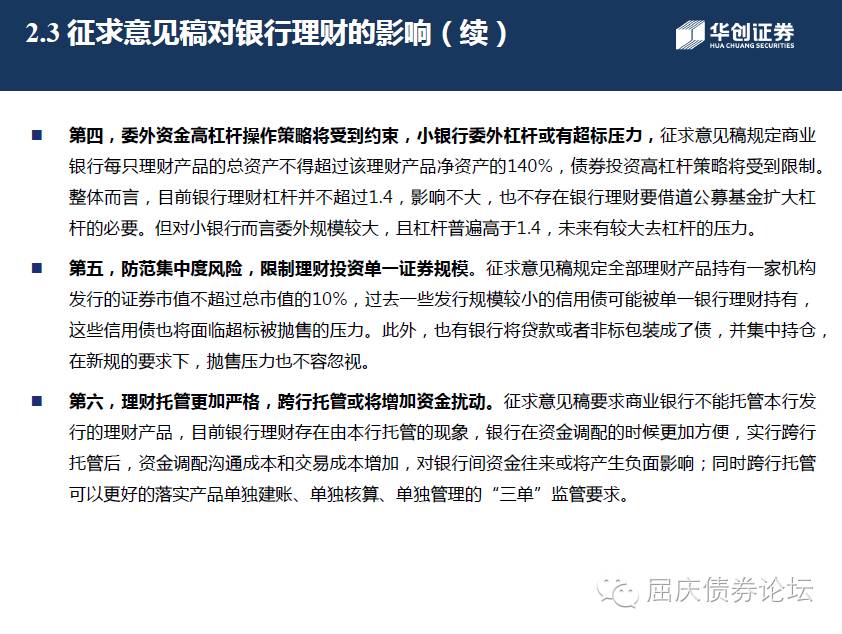 2.3 征求意见稿对银行理财的影响（续）
华创证券
HUA CHUANG SECURITIES
■ 第四，委外资金高杠杆操作策略将受到约束，小银行委外杠杆或有超标压力，征求意见稿规定商业
银行每只理财产品的总资产不得超过该理财产品净资产的140%，债券投资高杠杆策略将受到限制。
整体而言，目前银行理财杠杆并不超过1.4，影响不大，也不存在银行理财要借道公募基金扩大杠
杆的必要。但对小银行而言委外规模较大，且杠杆普遍高于1.4，未来有较大去杠杆的压力。
■ 第五，防范集中度风险，限制理财投资单一证券规模。征求意见稿规定全部理财产品持有一家机构
发行的证券市值不超过总市值的10%，过去一些发行规模较小的信用债可能被单一银行理财持有，
这些信用债也将面临超标被抛售的压力。此外，也有银行将贷款或者非标包装成了债，并集中持仓，
在新规的要求下，抛售压力也不容忽视。
■ 第六，理财托管更加严格，跨行托管或将增加资金扰动。征求意见稿要求商业银行不能托管本行发
行的理财产品，目前银行理财存在由本行托管的现象，银行在资金调配的时候更加方便，实行跨行
托管后，资金调配沟通成本和交易成本增加，对银行间资金往来或将产生负面影响；同时跨行托管
可以更好的落实产品单独建账、单独核算、单独管理的“三单”监管要求。
屈庆债券论坛